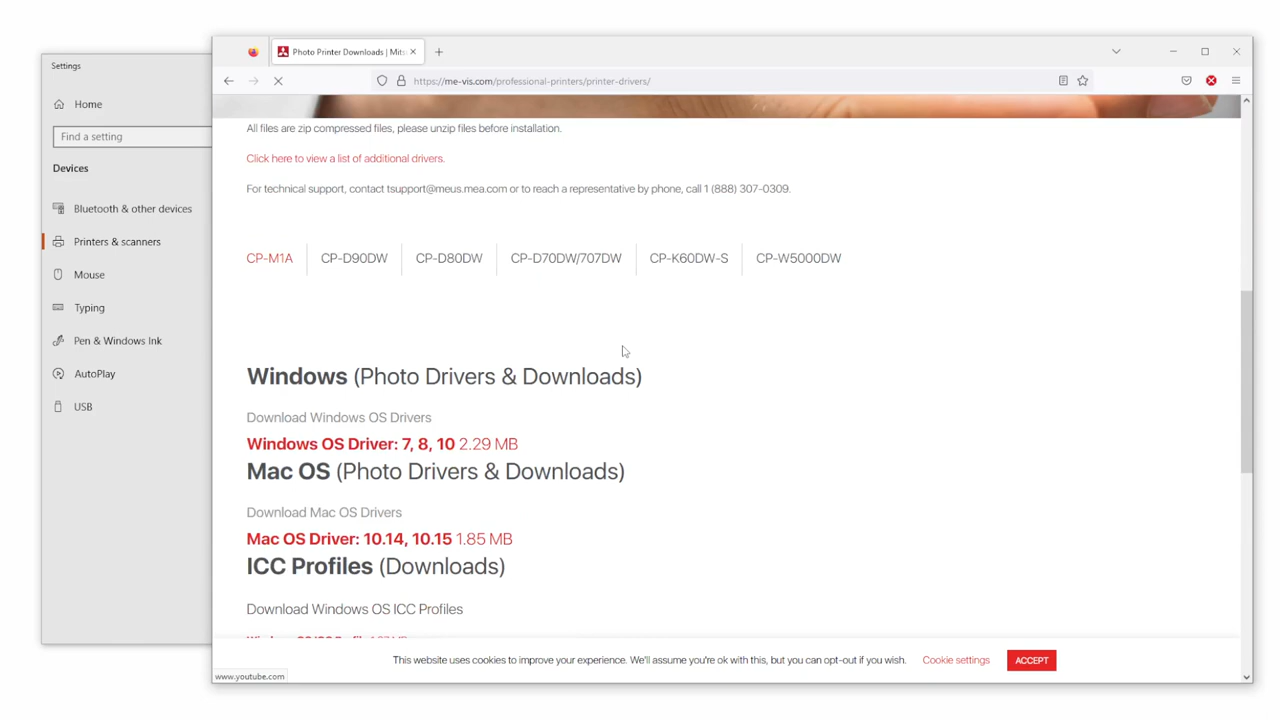 Settings
Home
Find a setting
Devices
Bluetooth & other devices
Printers & scanners
Mouse
Typing
Pen & Windows Ink
AutoPlay
USB
Photo Printer Downloads | Mits
https://me-vis.com/professional-printers/printer-drivers/
All files are zip compressed files, please unzip files before installation.
Click here to view a list of additional drivers.
For technical support, contact tsupport@meus.mea.com or to reach a representative by phone, call 1 (888) 307-0309.
CP-M1A CP-D90DW CP-D80DW CP-D70DW/707DW CP-K60DW-S CP-W5000DW
Windows (Photo Drivers & Downloads)
Download Windows OS Drivers
Windows OS Driver: 7, 8, 10 2.29 MB
Mac OS (Photo Drivers & Downloads)
Download Mac OS Drivers
Mac OS Driver: 10.14, 10.15 1.85 MB
ICC Profiles (Downloads)
Download Windows OS ICC Profiles
This website uses cookies to improve your experience. We'll assume you're ok with this, but you can opt-out if you wish. Cookie settings ACCEPT
www.youtube.com